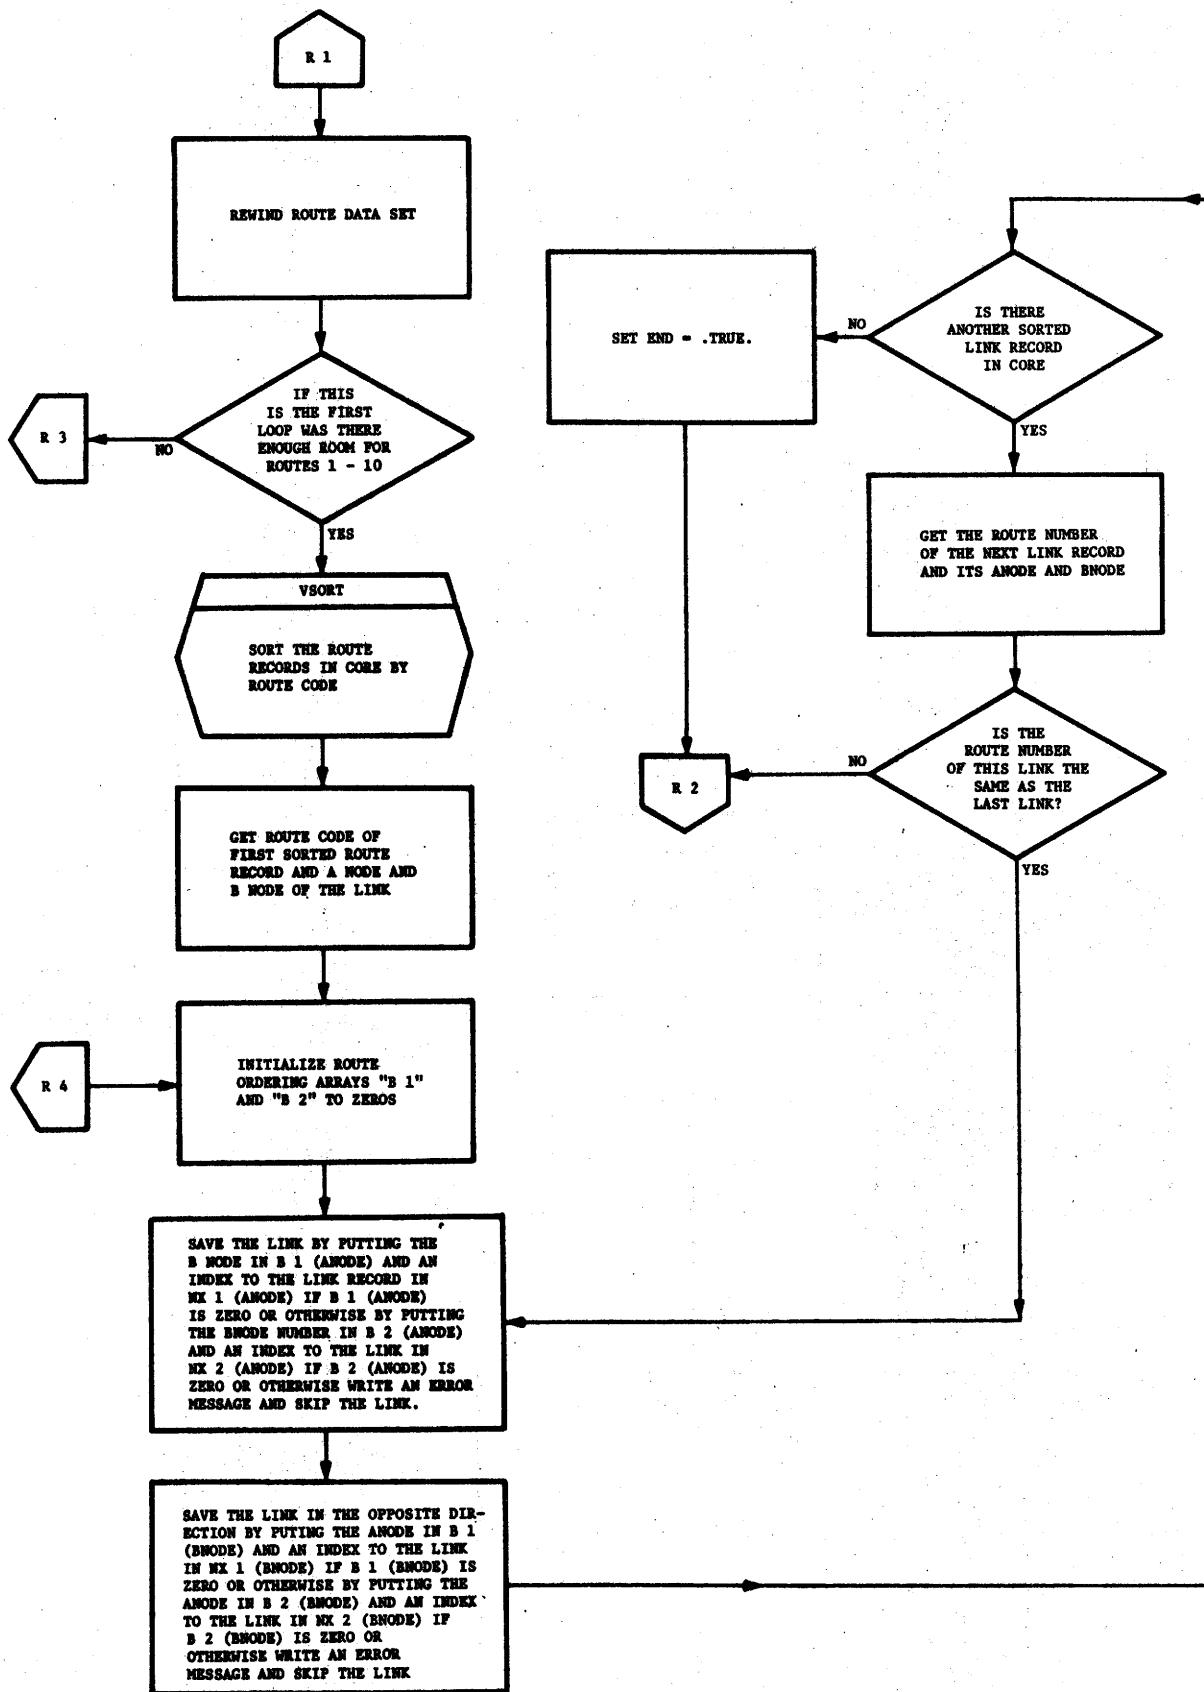 R 1
REWIND ROUTE DATA SET
IF THIS
IS THE FIRST
LOOP WAS THERE
ENOUGH ROOM FOR
ROUTES 1 - 10
NO
R 3
YES
VSORT
SORT THE ROUTE
RECORDS IN CORE BY
ROUTE CODE
GET ROUTE CODE OF
FIRST SORTED ROUTE
RECORD AND A NODE AND
B NODE OF THE LINK
R 4
INITIALIZE ROUTE
ORDERING ARRAYS "B 1"
AND "B 2" TO ZEROS
SAVE THE LINK BY PUTTING THE
B NODE IN B 1 (ANODE) AND AN
INDEX TO THE LINK RECORD IN
NX 1 (ANODE) IF B 1 (ANODE)
IS ZERO OR OTHERWISE BY PUTTING
THE BNODE NUMBER IN B 2 (ANODE)
AND AN INDEX TO THE LINK IN
NX 2 (ANODE) IF B 2 (ANODE) IS
ZERO OR OTHERWISE WRITE AN ERROR
MESSAGE AND SKIP THE LINK.
SAVE THE LINK IN THE OPPOSITE DIR-
ECTION BY PUTING THE ANODE IN B 1
(BNODE) AND AN INDEX TO THE LINK
IN NX 1 (BNODE) IF B 1 (BNODE) IS
ZERO OR OTHERWISE BY PUTTING THE
ANODE IN B 2 (BNODE) AND AN INDEX
TO THE LINK IN NX 2 (BNODE) IF
B 2 (BNODE) IS ZERO OR
OTHERWISE WRITE AN ERROR
MESSAGE AND SKIP THE LINK
IS THERE
ANOTHER SORTED
LINK RECORD
IN CORE
NO
SET END = .TRUE.
YES
GET THE ROUTE NUMBER
OF THE NEXT LINK RECORD
AND ITS ANODE AND BNODE
IS THE
ROUTE NUMBER
OF THIS LINK THE
SAME AS THE
LAST LINK?
NO
R 2
YES